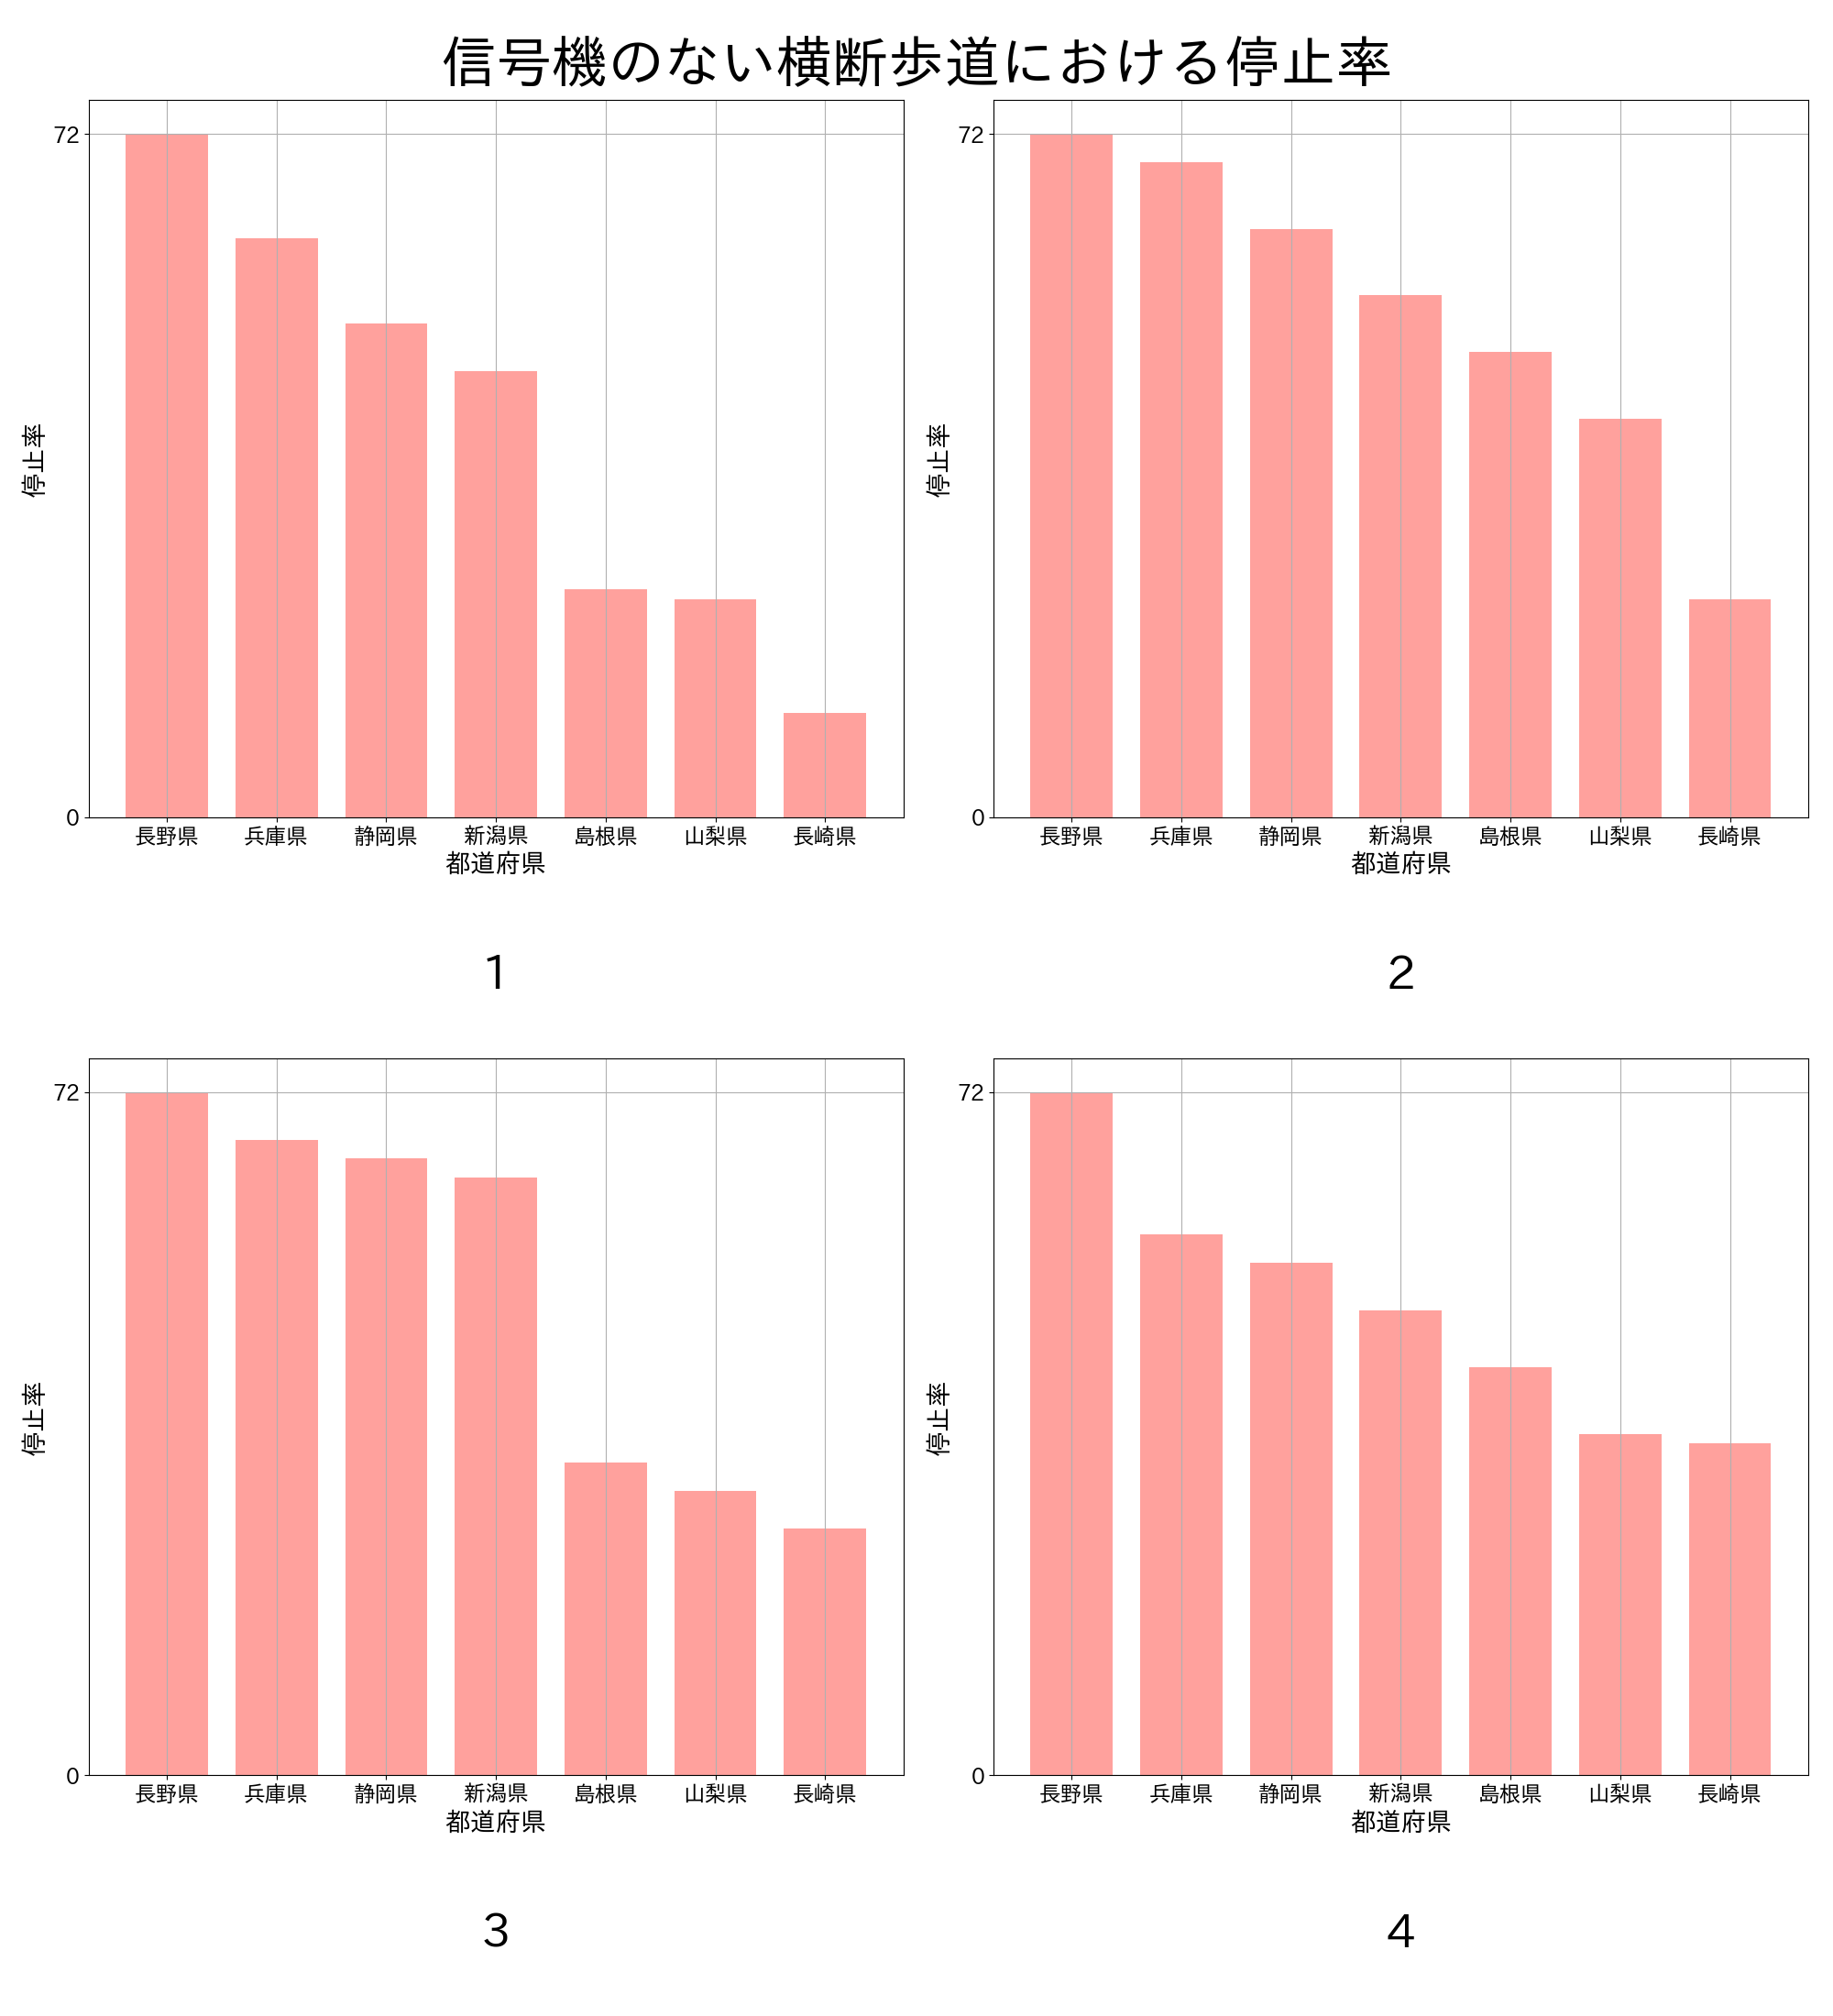 信号機のない横断歩道における停止率
72
0
停止率
長野県 兵庫県 静岡県 新潟県 島根県 山梨県 長崎県
都道府県
1
72
0
停止率
長野県 兵庫県 静岡県 新潟県 島根県 山梨県 長崎県
都道府県
2
72
0
停止率
長野県 兵庫県 静岡県 新潟県 島根県 山梨県 長崎県
都道府県
3
72
0
停止率
長野県 兵庫県 静岡県 新潟県 島根県 山梨県 長崎県
都道府県
4